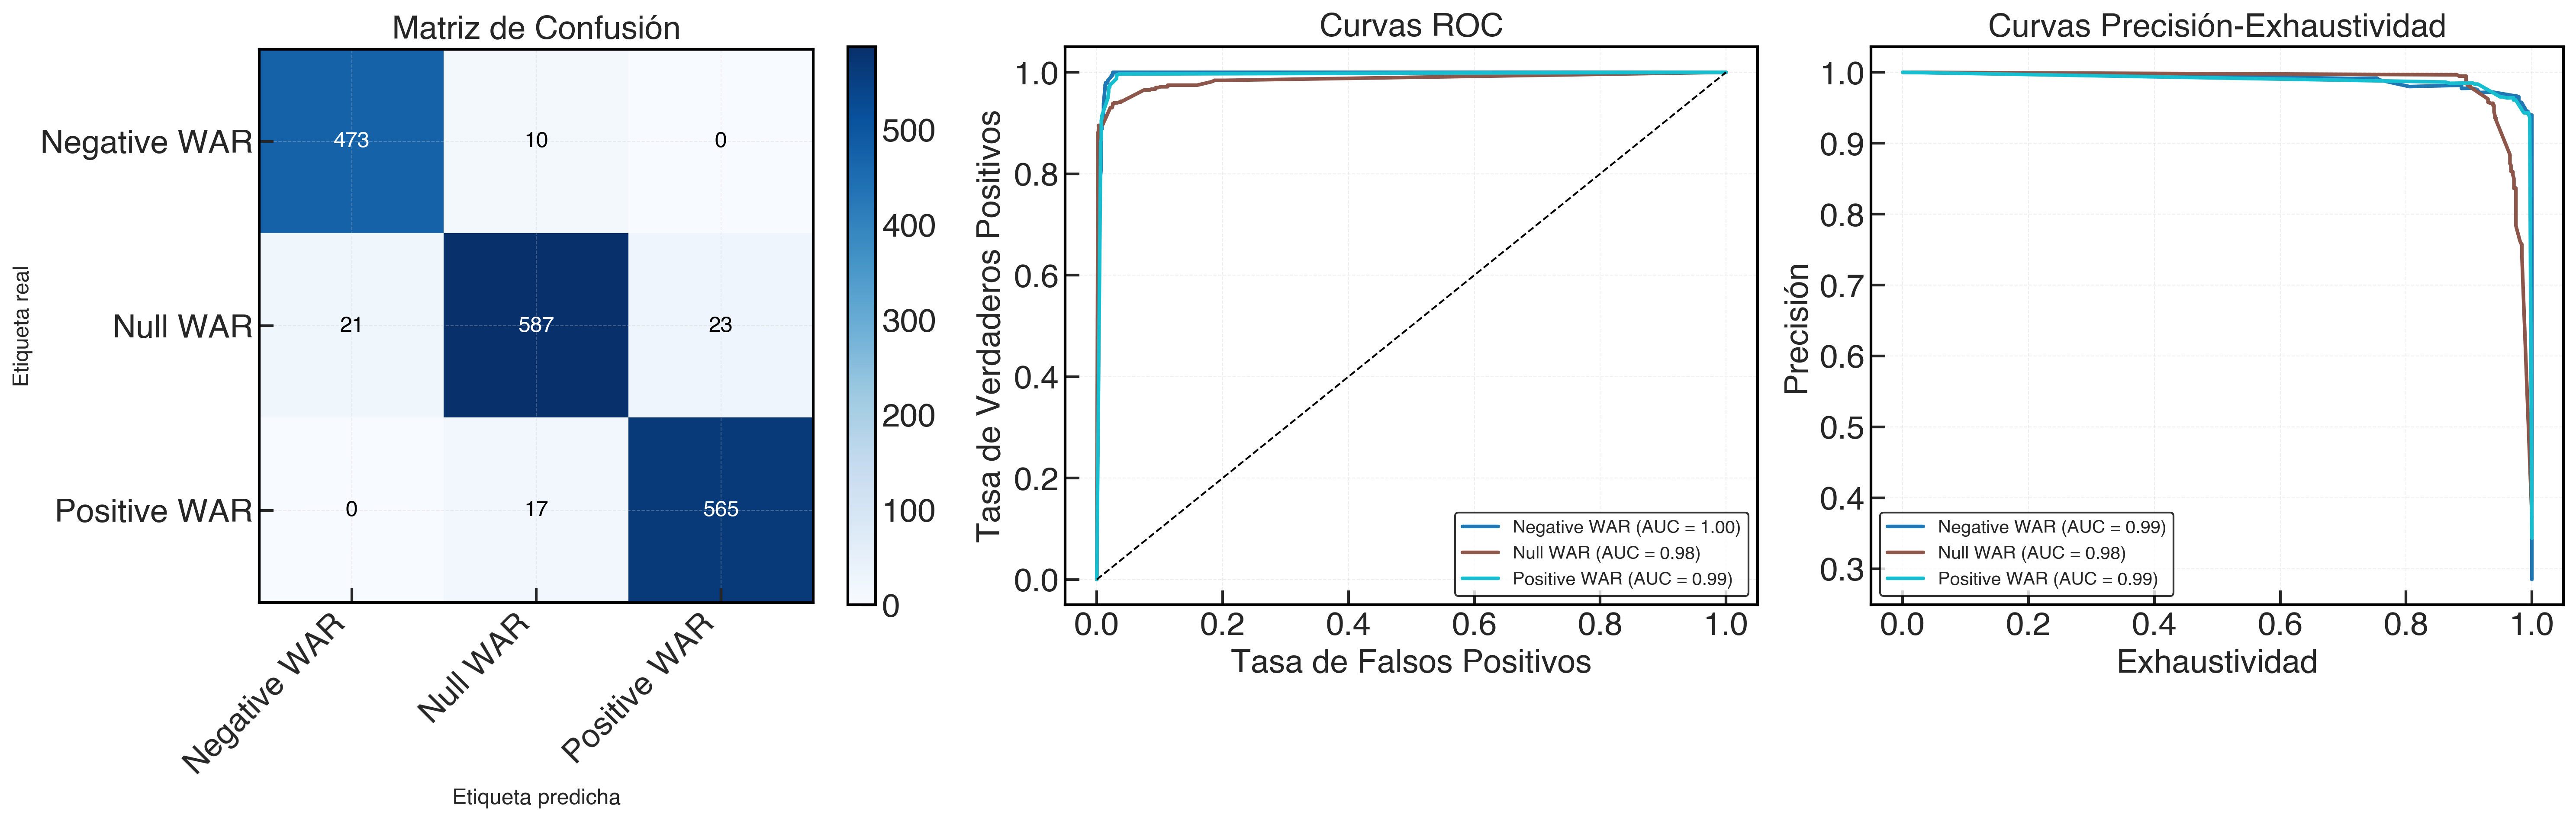 Matriz de Confusión
Etiqueta real
Negative WAR
Null WAR
Positive WAR
473 10 0
21 587 23
0 17 565
Negative WAR
Null WAR
Positive WAR
Etiqueta predicha
500
400
300
200
100
0
Curvas ROC
Tasa de Verdaderos Positivos
1.0
0.8
0.6
0.4
0.2
0.0
Negative WAR (AUC = 1.00)
Null WAR (AUC = 0.98)
Positive WAR (AUC = 0.99)
0.0 0.2 0.4 0.6 0.8 1.0
Tasa de Falsos Positivos
Curvas Precisión-Exhaustividad
Precisión
1.0
0.9
0.8
0.7
0.6
0.5
0.4
0.3
Negative WAR (AUC = 0.99)
Null WAR (AUC = 0.98)
Positive WAR (AUC = 0.99)
0.0 0.2 0.4 0.6 0.8 1.0
Exhaustividad